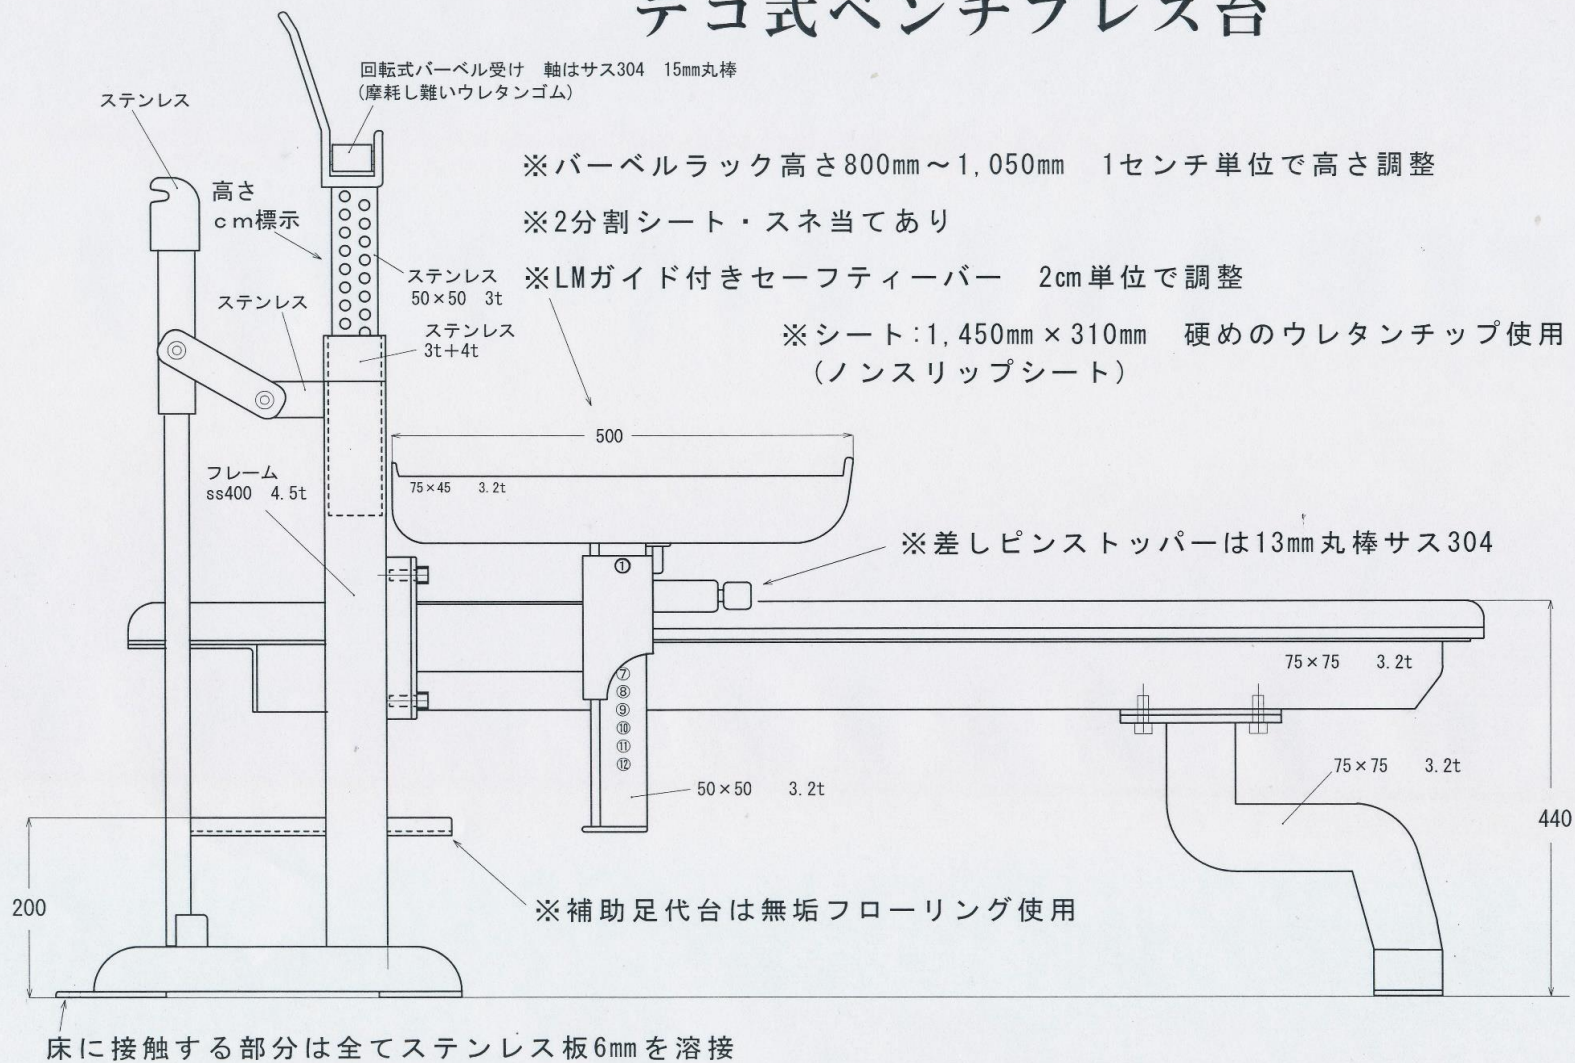 テコ式ベンチプレス台
回転式バーベル受け 軸はサス304 15mm丸棒
(摩耗し難いウレタンゴム)
ステンレス
※バーベルラック高さ800mm～1,050mm 1センチ単位で高さ調整
高さ
cm標示
※2分割シート・スネ当てあり
※LMガイド付きセーフティーバー 2cm単位で調整
ステンレス
50×50 3t
ステンレス
ステンレス
3t+4t
※シート:1,450mm×310mm 硬めのウレタンチップ使用
(ノンスリップシート)
500
フレーム
ss400 4.5t
75×45 3.2t
※差しピンストッパーは13mm丸棒サス304
①
75×75 3.2t
⑦
⑧
⑨
⑩
⑪
⑫
50×50 3.2t
75×75 3.2t
440
200
※補助足代台は無垢フローリング使用
床に接触する部分は全てステンレス板6mmを溶接